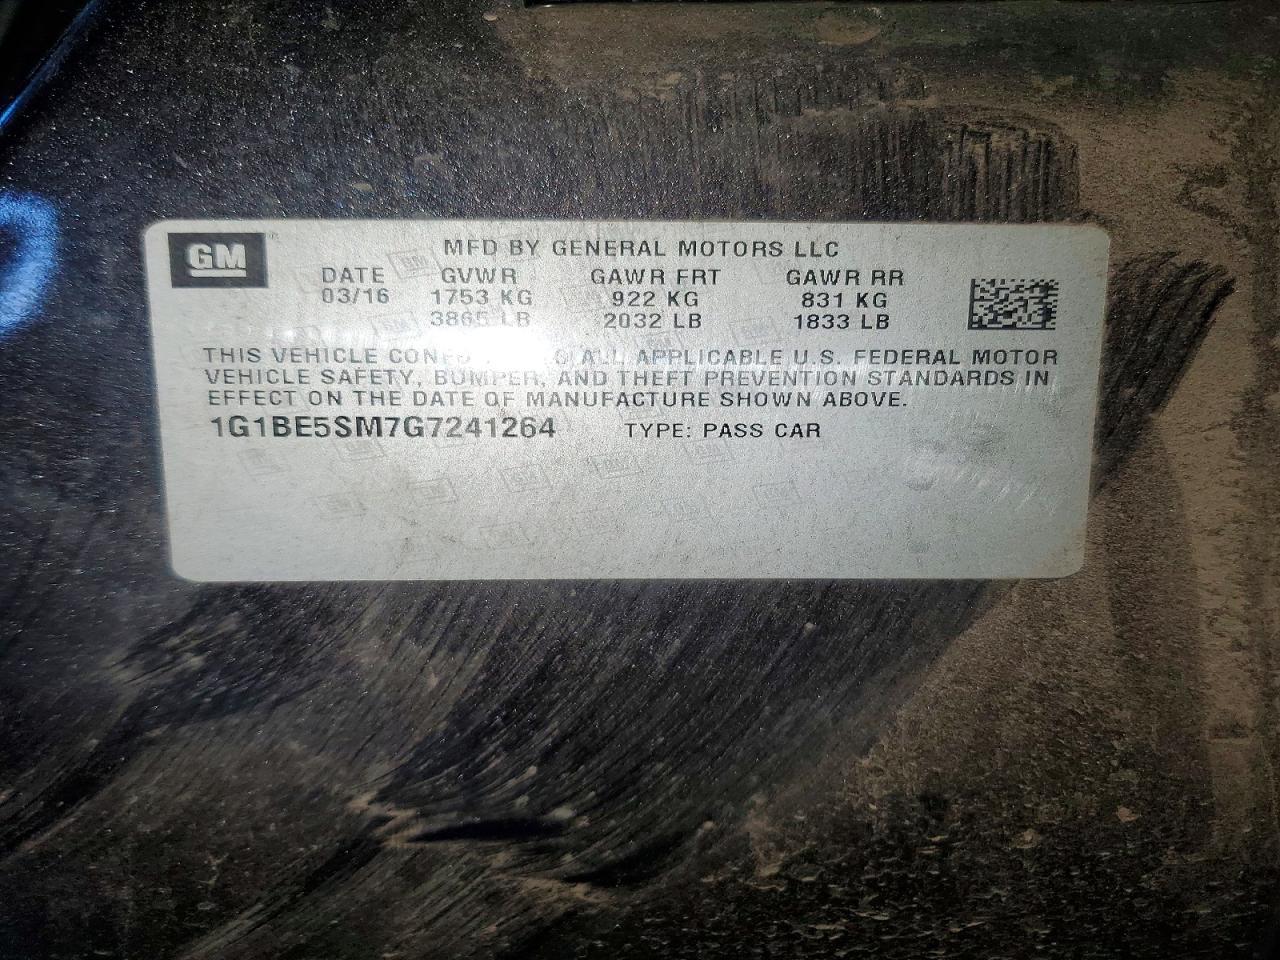 GM
MFD BY GENERAL MOTORS LLC
DATE GVWR GAWR FRT GAWR RR
03/16 1753 KG 922 KG 831 KG
3865 LB 2032 LB 1833 LB
THIS VEHICLE ALL APPLICABLE U.S. FEDERAL MOTOR
VEHICLE SAFETY, BUMPER, AND THEFT PREVENTION STANDARDS IN
EFFECT ON THE DATE OF MANUFACTURE SHOWN ABOVE.
1G1BE5SM7G7241264 TYPE: PASS CAR